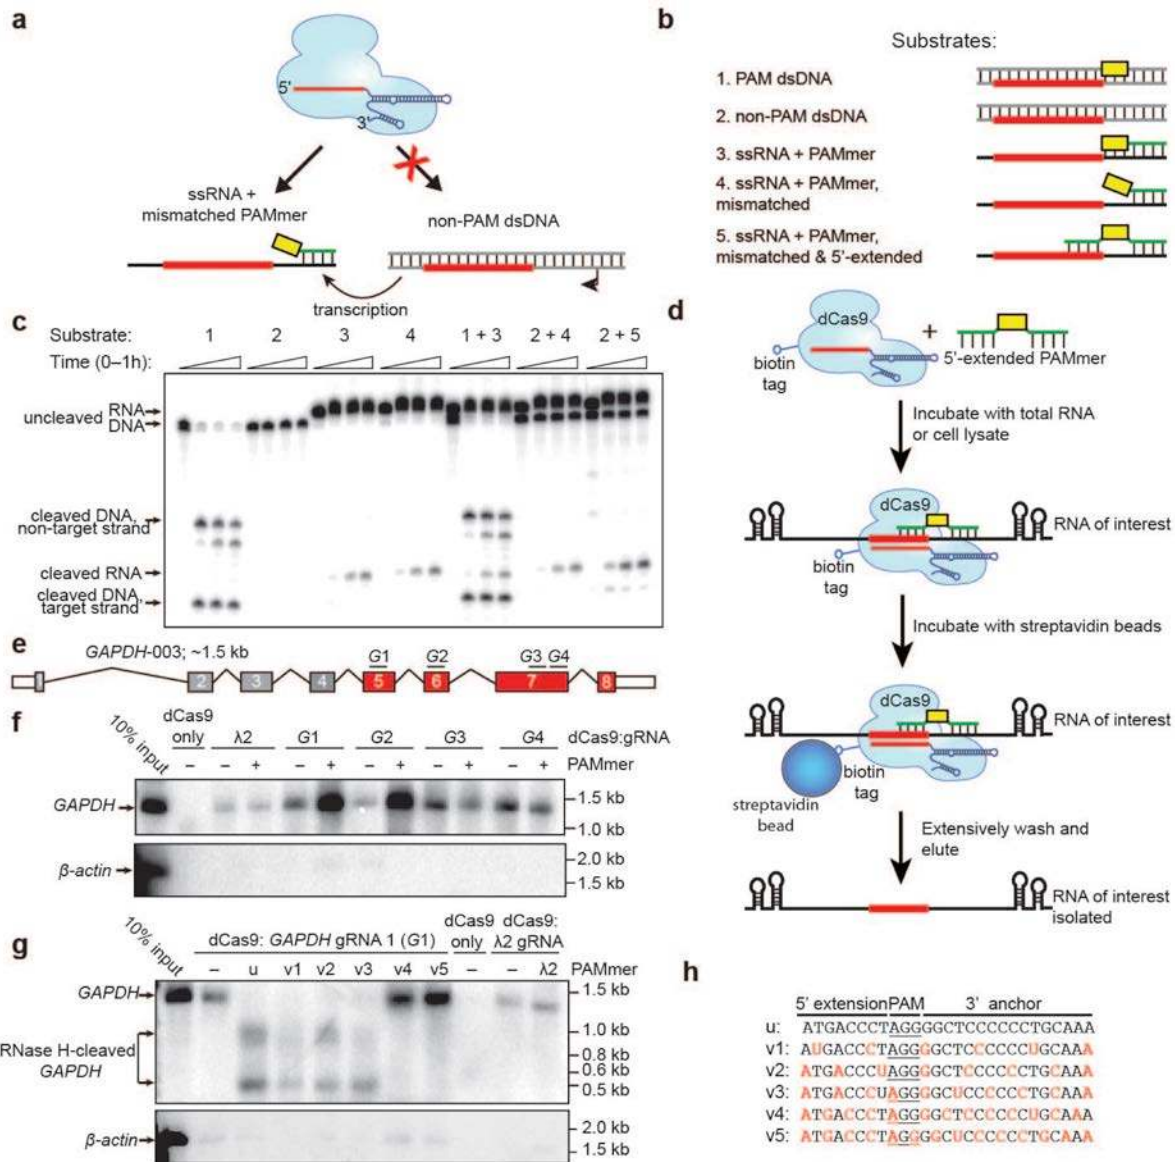 a
5'
3'
ssRNA +
mismatched PAMmer
non-PAM dsDNA
transcription
b
Substrates:
1. PAM dsDNA
2. non-PAM dsDNA
3. ssRNA + PAMmer
4. ssRNA + PAMmer,
mismatched
5. ssRNA + PAMmer,
mismatched & 5'-extended
c
Substrate: 1 2 3 4 1 + 3 2 + 4 2 + 5
Time (0–1h):
uncleaved RNA
DNA
cleaved DNA,
non-target strand
cleaved RNA
cleaved DNA,
target strand
d
dCas9
+
biotin
tag
5'-extended PAMmer
Incubate with total RNA
or cell lysate
dCas9
RNA of interest
biotin
tag
Incubate with streptavidin beads
dCas9
RNA of interest
biotin
tag
streptavidin
bead
Extensively wash and
elute
RNA of interest
isolated
e
GAPDH-003; ~1.5 kb
G1 G2 G3 G4
2 3 4 5 6 7 8
f
10% input
dCas9
only λ2 G1 G2 G3 G4 dCas9:gRNA
– – + – + – + – + – + PAMmer
GAPDH
1.5 kb
1.0 kb
β-actin
2.0 kb
1.5 kb
g
10% input
dCas9: GAPDH gRNA 1 (G1)
dCas9
only
dCas9:
λ2 gRNA
– u v1 v2 v3 v4 v5 – – λ2 PAMmer
GAPDH
1.5 kb
1.0 kb
RNase H-cleaved
GAPDH
0.8 kb
0.6 kb
0.5 kb
β-actin
2.0 kb
1.5 kb
h
5' extension PAM 3' anchor
u: ATGACCCTAGGGGCTCCCCCCTGCAAA
v1: AUGACCCTAGGGGCTCCCCCCUGCAAA
v2: ATGACCCUAGGGGCTCCCCCCTGCAAA
v3: ATGACCCUAGGGGCUCCCCCCTGCAAA
v4: ATGACCCTAGGGGCTCCCCCCUGCAAA
v5: ATGACCCTAGGGGCUCCCCCCTGCAAA